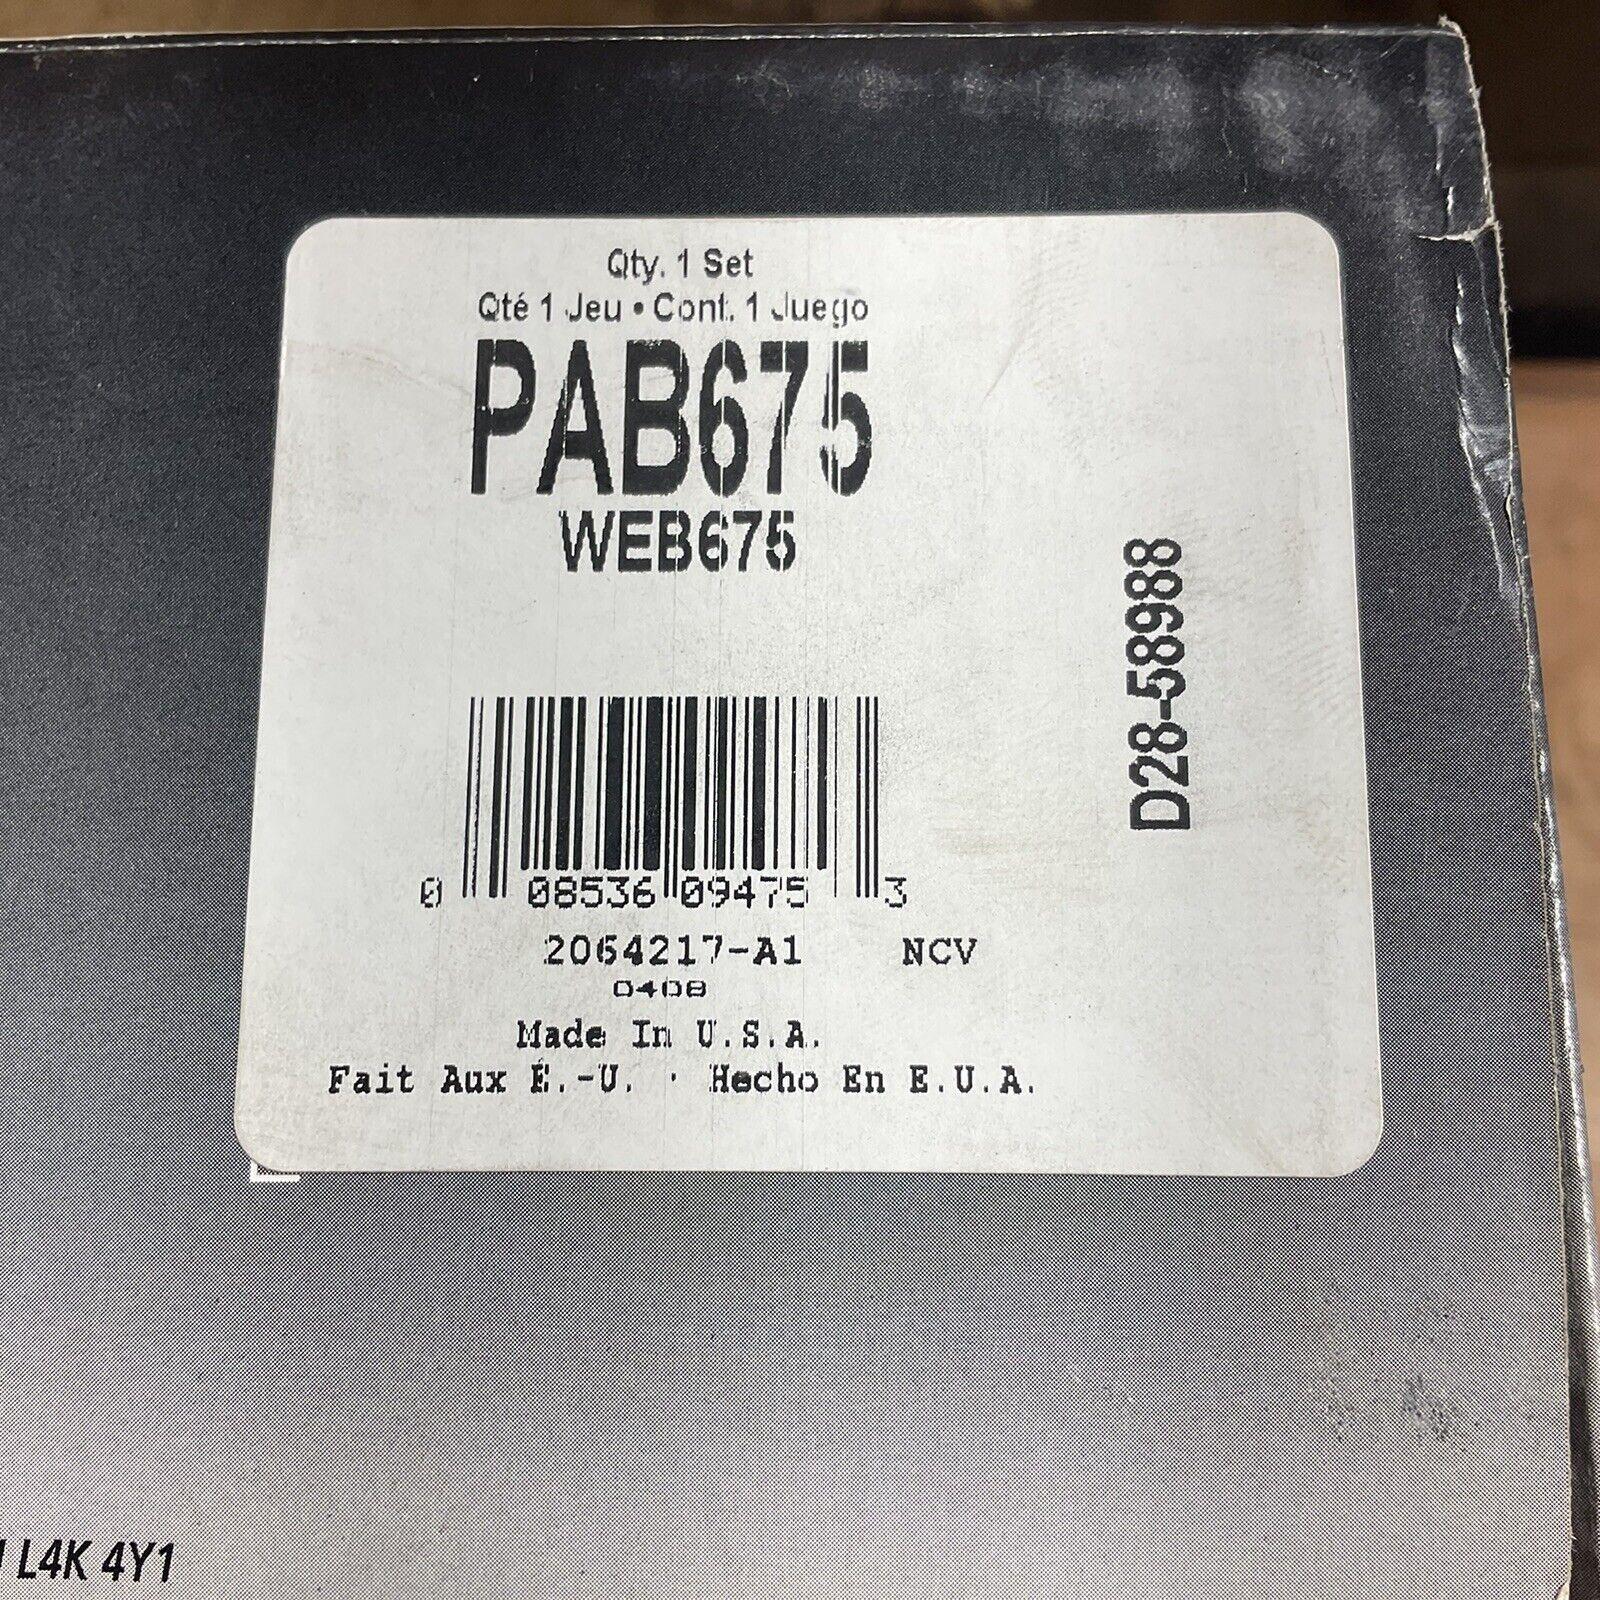 Qty. 1 Set
Qté 1 Jeu • Cont. 1 Juego
PAB675
WEB675
D28-58988
0 08536 09475 3
2064217-A1 NCV
0408
Made In U.S.A.
Fait Aux É.-U. · Hecho En E.U.A.
L4K 4Y1